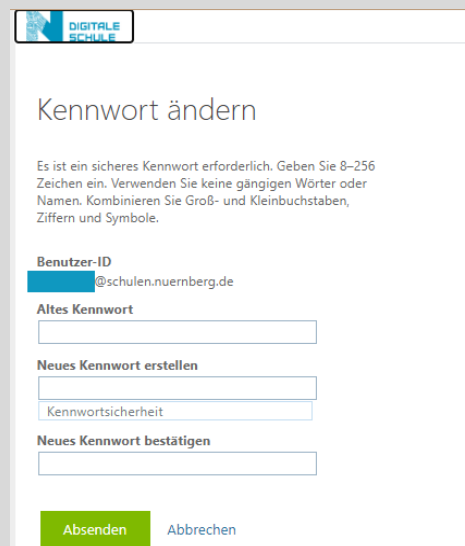 DIGITALE
SCHULE
Kennwort ändern
Es ist ein sicheres Kennwort erforderlich. Geben Sie 8–256
Zeichen ein. Verwenden Sie keine gängigen Wörter oder
Namen. Kombinieren Sie Groß- und Kleinbuchstaben,
Ziffern und Symbole.
Benutzer-ID
@schulen.nuernberg.de
Altes Kennwort
Neues Kennwort erstellen
Kennwortsicherheit
Neues Kennwort bestätigen
Absenden Abbrechen